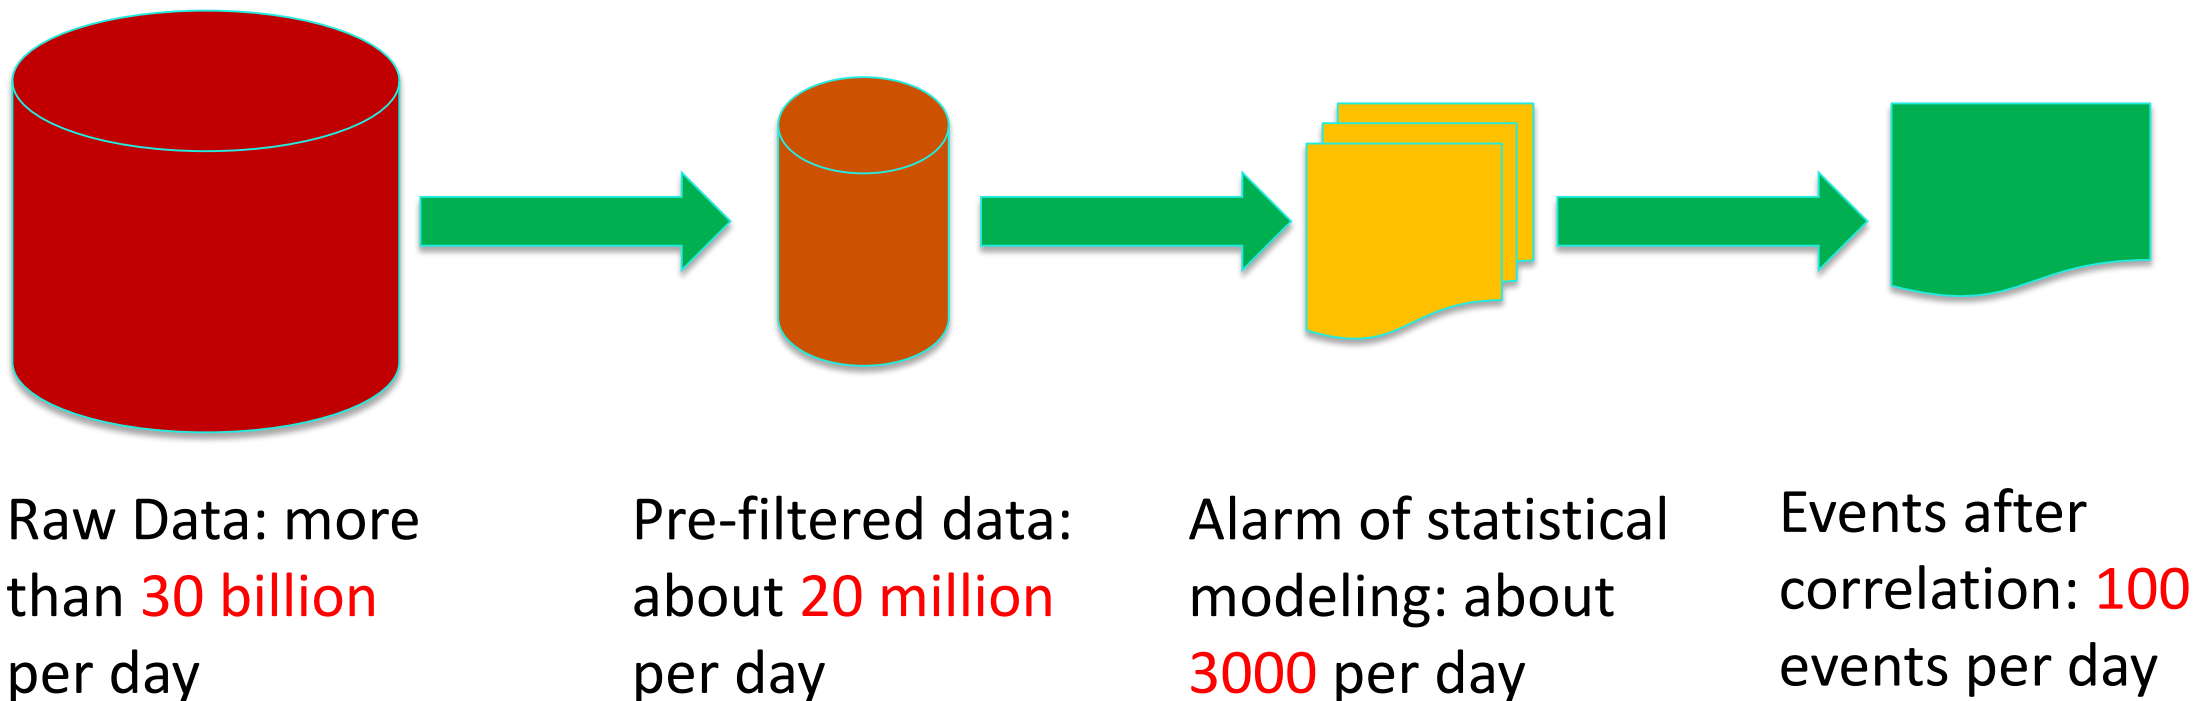 Raw Data: more
than 30 billion
per day
Pre-filtered data:
about 20 million
per day
Alarm of statistical
modeling: about
3000 per day
Events after
correlation: 100
events per day